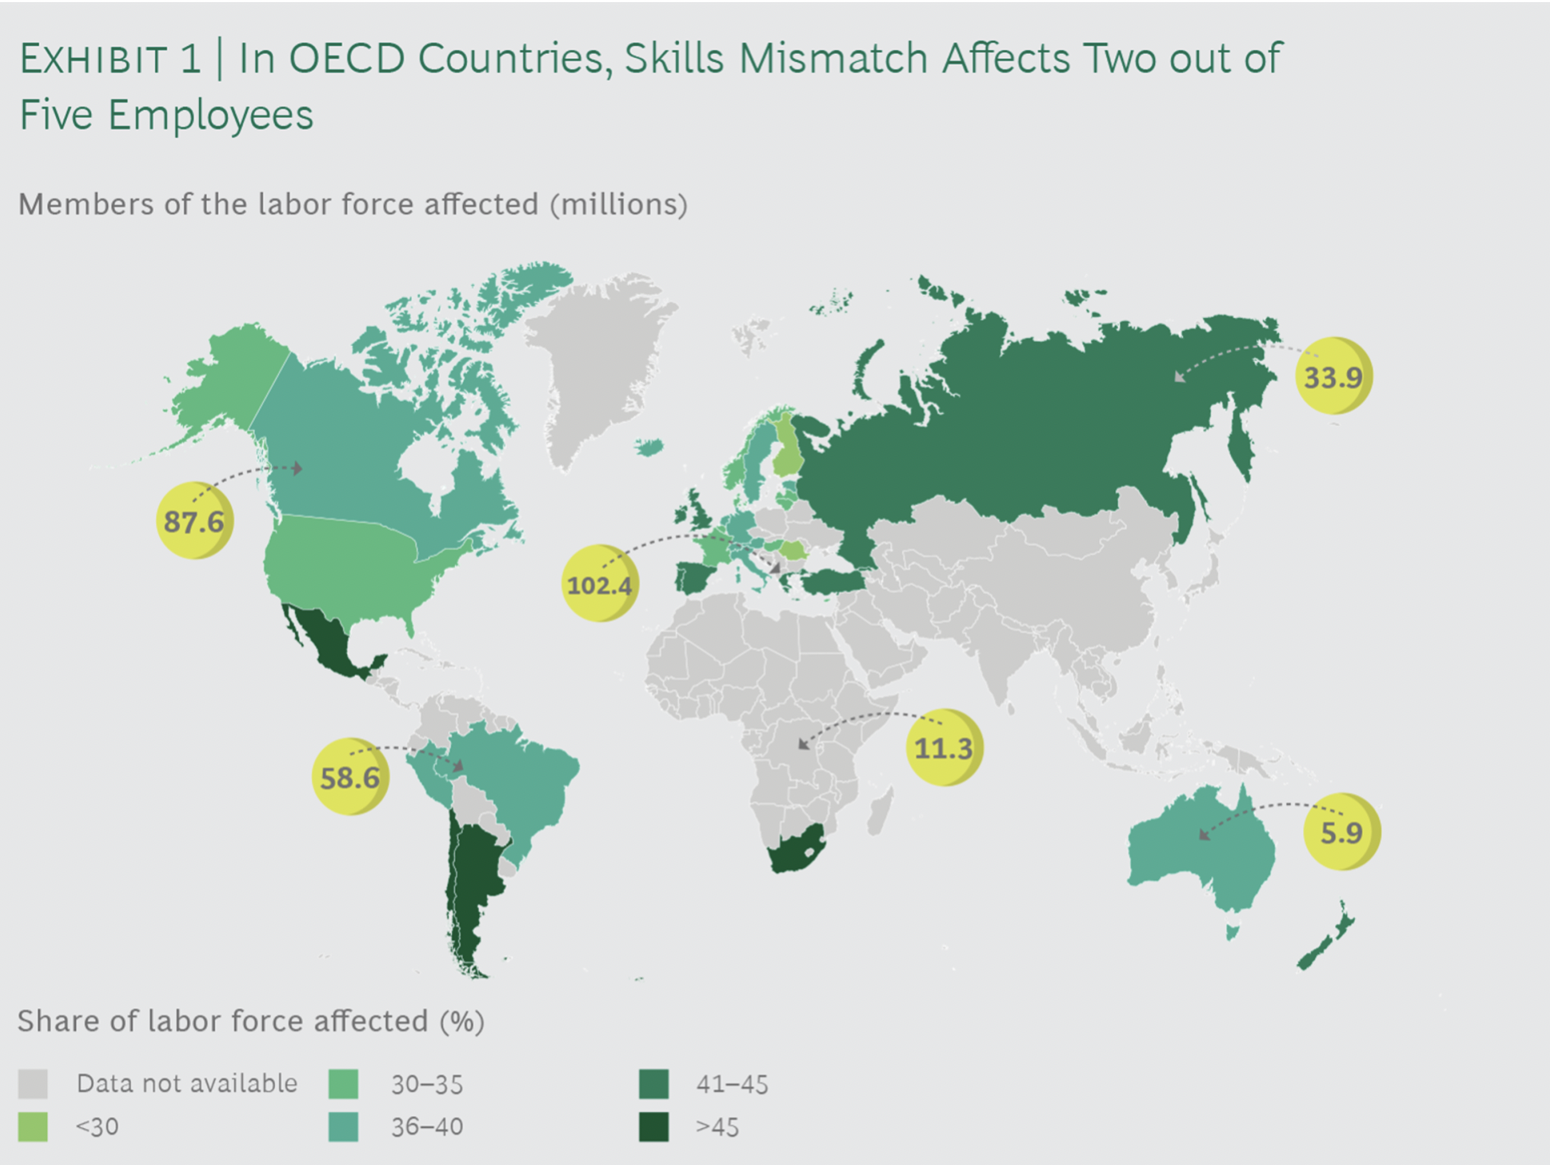 EXHIBIT 1 | In OECD Countries, Skills Mismatch Affects Two out of
Five Employees
Members of the labor force affected (millions)
33.9
87.6
102.4
11.3
58.6
5.9
Share of labor force affected (%)
Data not available
30–35
41–45
<30
36–40
>45